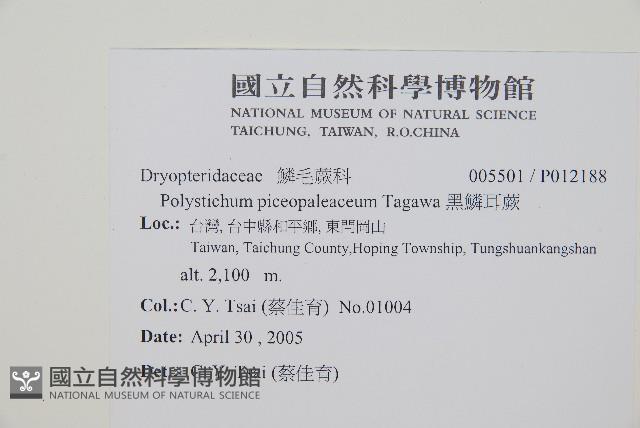 國立自然科學博物館
NATIONAL MUSEUM OF NATURAL SCIENCE
TAICHUNG, TAIWAN, R.O.CHINA
Dryopteridaceae 鱗毛蕨科 005501 / P012188
Polystichum piceopaleaceum Tagawa 黑鱗耳蕨
Loc.: 台灣, 台中縣和平鄉, 東閂岡山
Taiwan, Taichung County,Hoping Township, Tungshuankangshan
alt. 2,100 m.
Col.: C. Y. Tsai (蔡佳育) No.01004
Date: April 30 , 2005
Det.: C. Y. Tsai (蔡佳育)
國立自然科學博物館
NATIONAL MUSEUM OF NATURAL SCIENCE